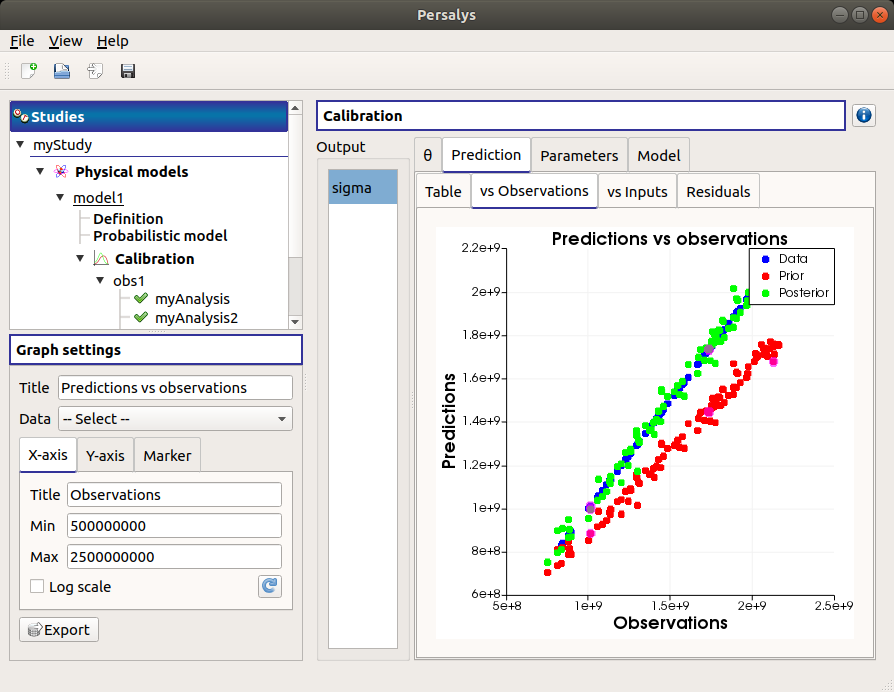 Persalys
File View Help
Studies
myStudy
Physical models
model1
Definition
Probabilistic model
Calibration
obs1
myAnalysis
myAnalysis2
Graph settings
Title Predictions vs observations
Data -- Select --
X-axis Y-axis Marker
Title Observations
Min 500000000
Max 2500000000
Log scale
Export
Calibration
Output
sigma
θ Prediction Parameters Model
Table vs Observations vs Inputs Residuals
Predictions vs observations
Data
Prior
Posterior
Predictions
2.2e+9
2e+9
1.8e+9
1.6e+9
1.4e+9
1.2e+9
1e+9
8e+8
6e+8
5e+8 1e+9 1.5e+9 2e+9 2.5e+9
Observations